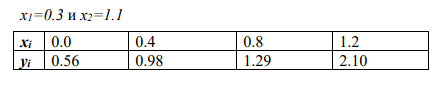 x1=0.3 и x2=1.1
xi 0.0 0.4 0.8 1.2
yi 0.56 0.98 1.29 2.10